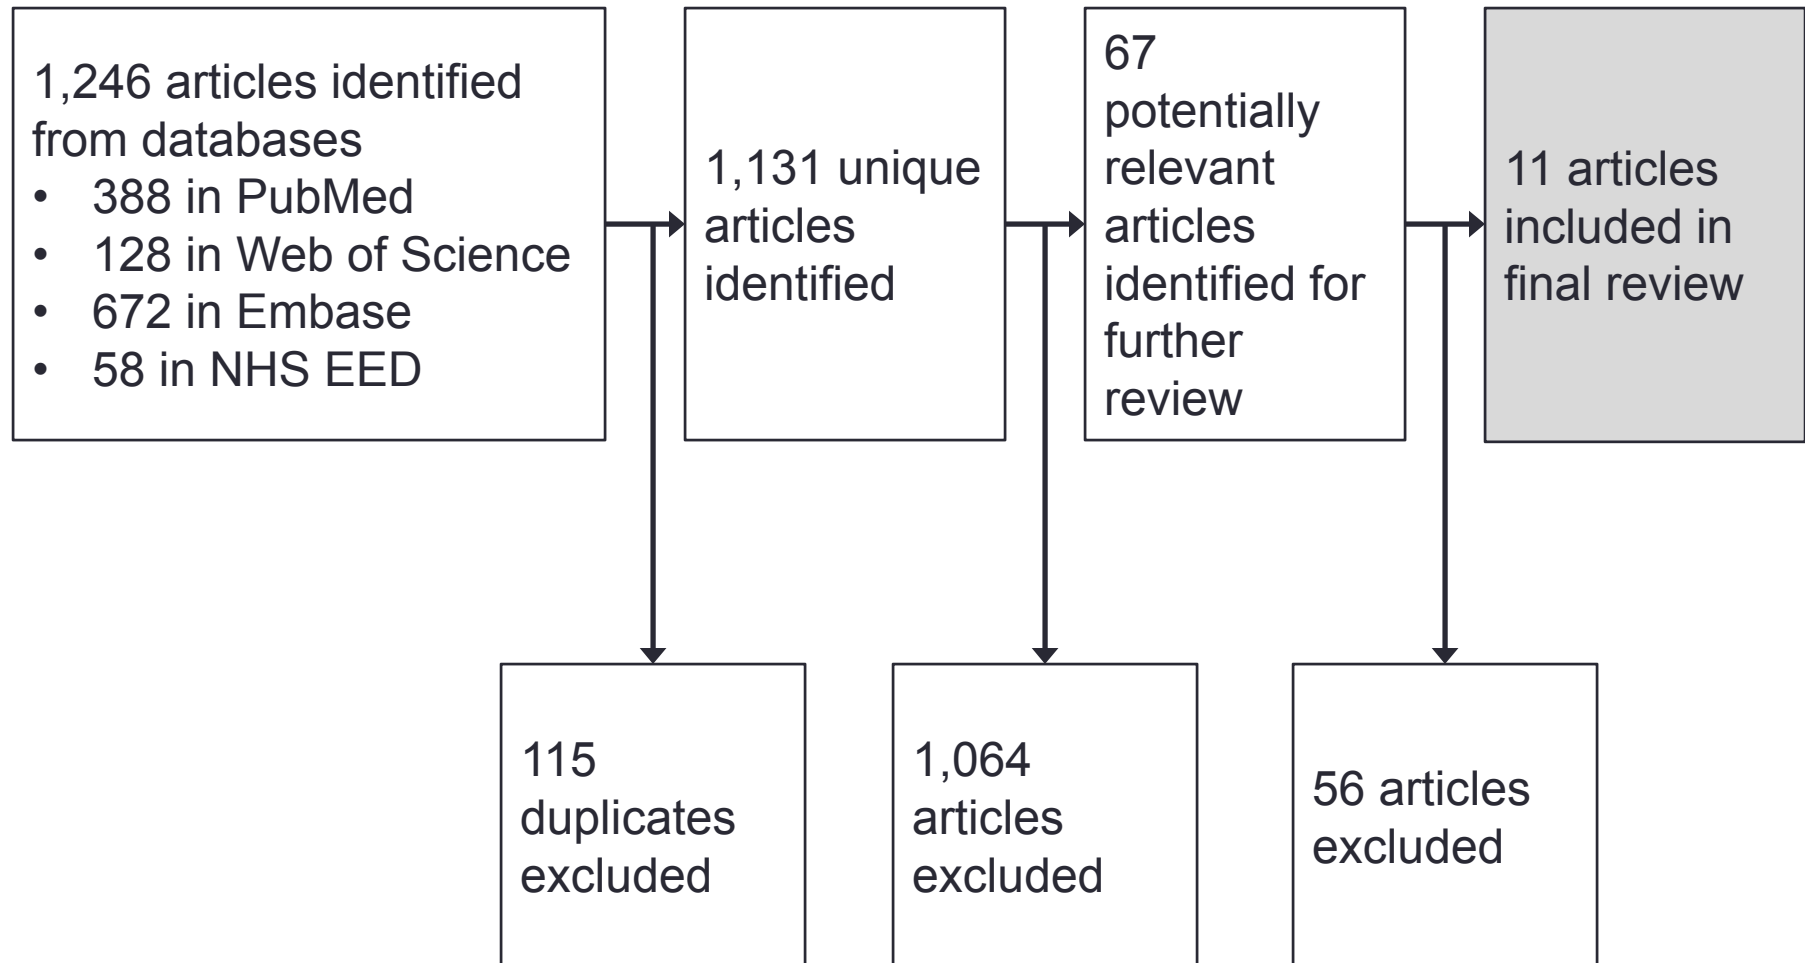 1,246 articles identified
from databases
• 388 in PubMed
• 128 in Web of Science
• 672 in Embase
• 58 in NHS EED
1,131 unique
articles
identified
67
potentially
relevant
articles
identified for
further
review
11 articles
included in
final review
115
duplicates
excluded
1,064
articles
excluded
56 articles
excluded